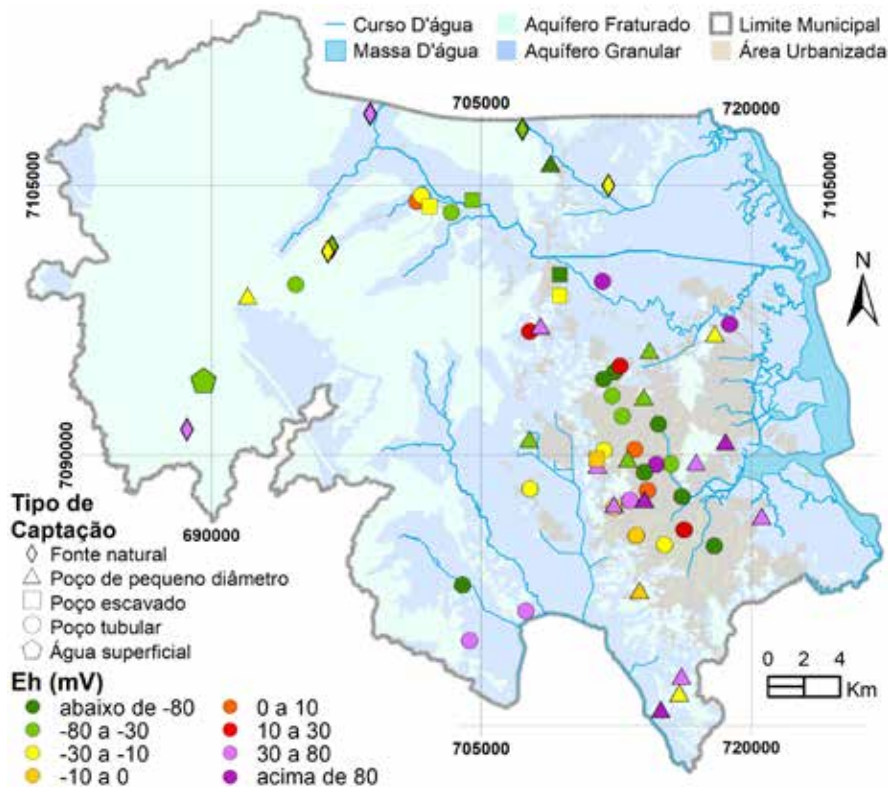 Curso D'água
Aquífero Fraturado
Limite Municipal
Massa D'água
Aquífero Granular
Área Urbanizada
705000
720000
7105000
7105000
N
7090000
7090000
690000
Tipo de
Captação
Fonte natural
Poço de pequeno diâmetro
Poço escavado
Poço tubular
Água superficial
0 2 4
Km
Eh (mV)
abaixo de -80
0 a 10
-80 a -30
10 a 30
-30 a -10
30 a 80
-10 a 0
acima de 80
705000
720000